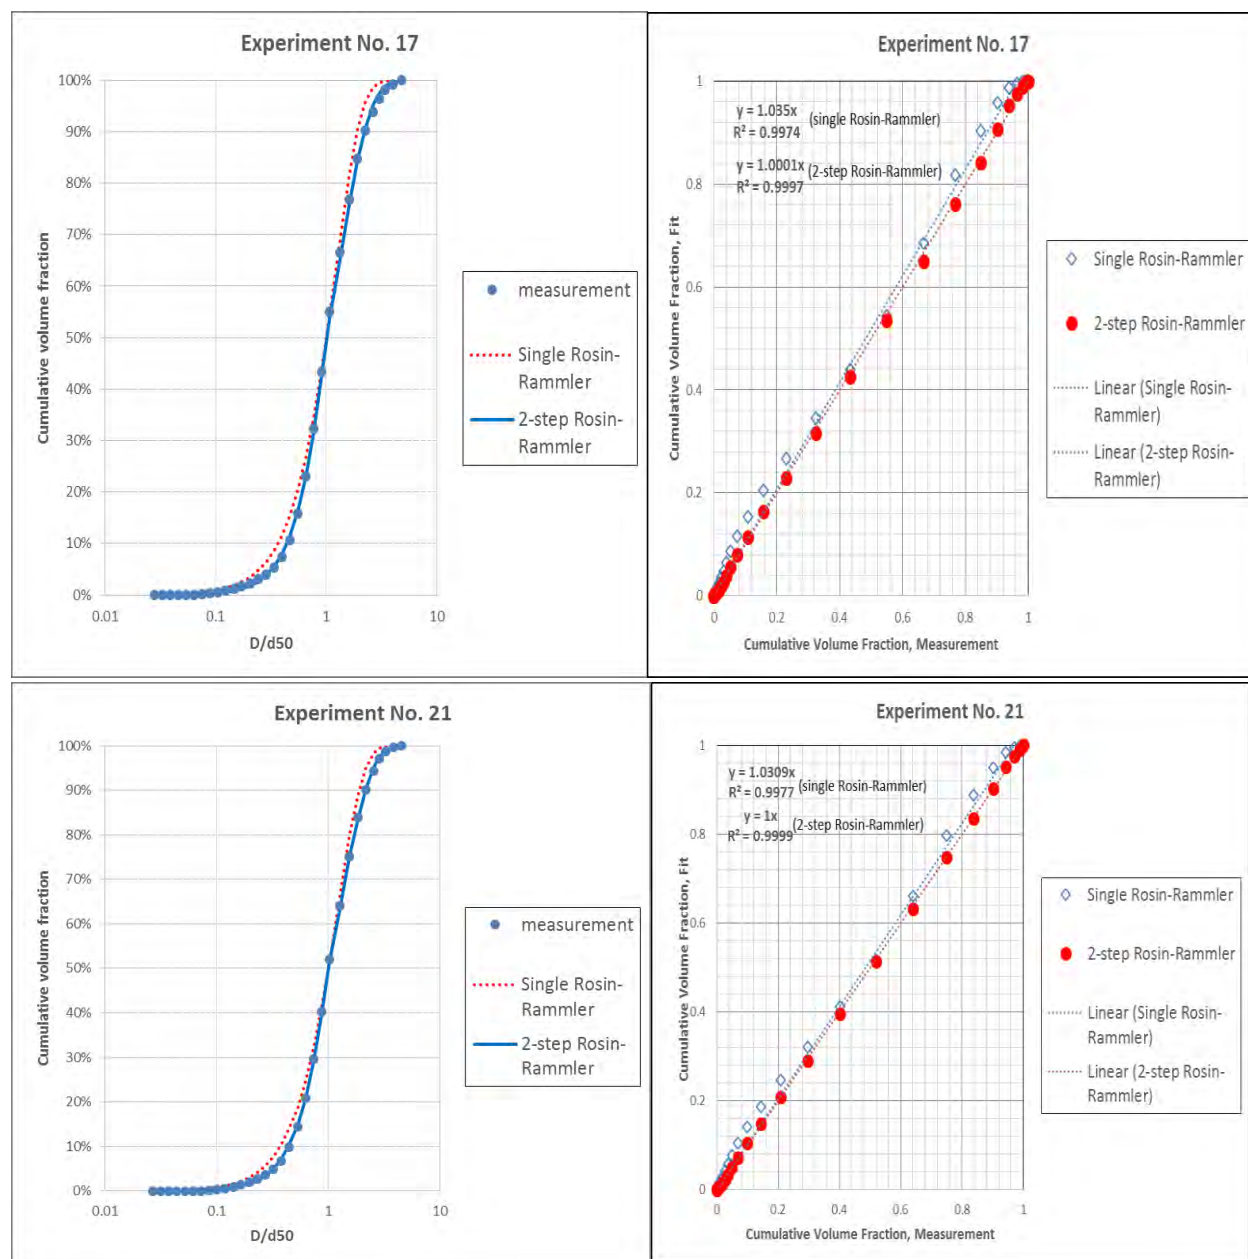 Experiment No. 17
100%
90%
80%
70%
60%
50%
40%
30%
20%
10%
0%
0.01
0.1
1
10
Cumulative volume fraction
D/d50
measurement
Single Rosin-
Rammler
2-step Rosin-
Rammler
Experiment No. 17
1
0.8
0.6
0.4
0.2
0
0
0.2
0.4
0.6
0.8
1
y = 1.035x
R² = 0.9974
(single Rosin-Rammler)
y = 1.0001x
R² = 0.9997
(2-step Rosin-Rammler)
Cumulative Volume Fraction, Fit
Cumulative Volume Fraction, Measurement
Single Rosin-Rammler
2-step Rosin-Rammler
Linear (Single Rosin-
Rammler)
Linear (2-step Rosin-
Rammler)
Experiment No. 21
100%
90%
80%
70%
60%
50%
40%
30%
20%
10%
0%
0.01
0.1
1
10
Cumulative volume fraction
D/d50
measurement
Single Rosin-
Rammler
2-step Rosin-
Rammler
Experiment No. 21
1
0.8
0.6
0.4
0.2
0
0
0.2
0.4
0.6
0.8
1
y = 1.0309x
R² = 0.9977
(single Rosin-Rammler)
y = 1x
R² = 0.9999
(2-step Rosin-Rammler)
Cumulative Volume Fraction, Fit
Cumulative Volume Fraction, Measurement
Single Rosin-Rammler
2-step Rosin-Rammler
Linear (Single Rosin-
Rammler)
Linear (2-step Rosin-
Rammler)